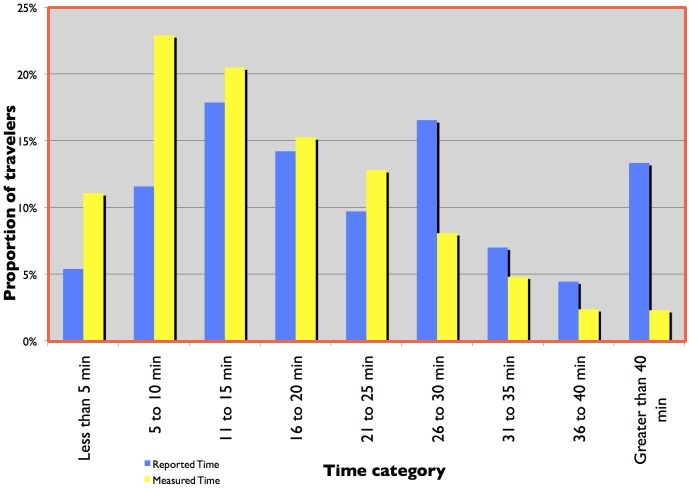 25%
20%
15%
10%
5%
0%
Proportion of travelers
Less than 5 min
5 to 10 min
11 to 15 min
16 to 20 min
21 to 25 min
26 to 30 min
31 to 35 min
36 to 40 min
Greater than 40
min
Time category
Reported Time
Measured Time